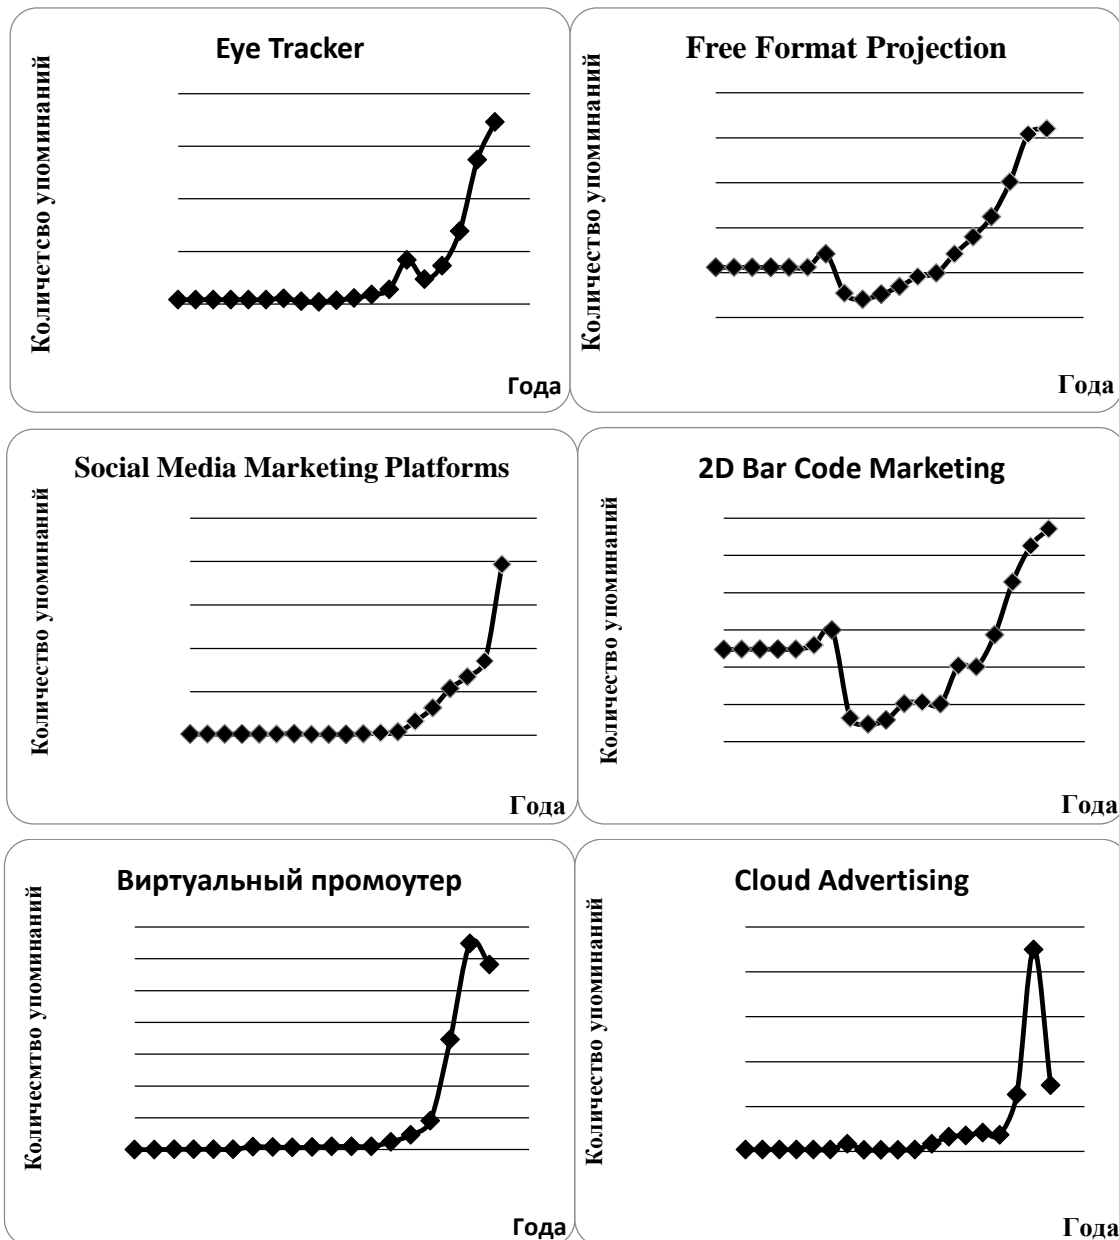 Eye Tracker
Количетсво упоминаний
Года
Free Format Projection
Количество упоминаний
Года
Social Media Marketing Platforms
Количество упоминаний
Года
2D Bar Code Marketing
Количество упоминаний
Года
Виртуальный промоутер
Количесмтво упоминаний
Года
Cloud Advertising
Количество упоминаний
Года